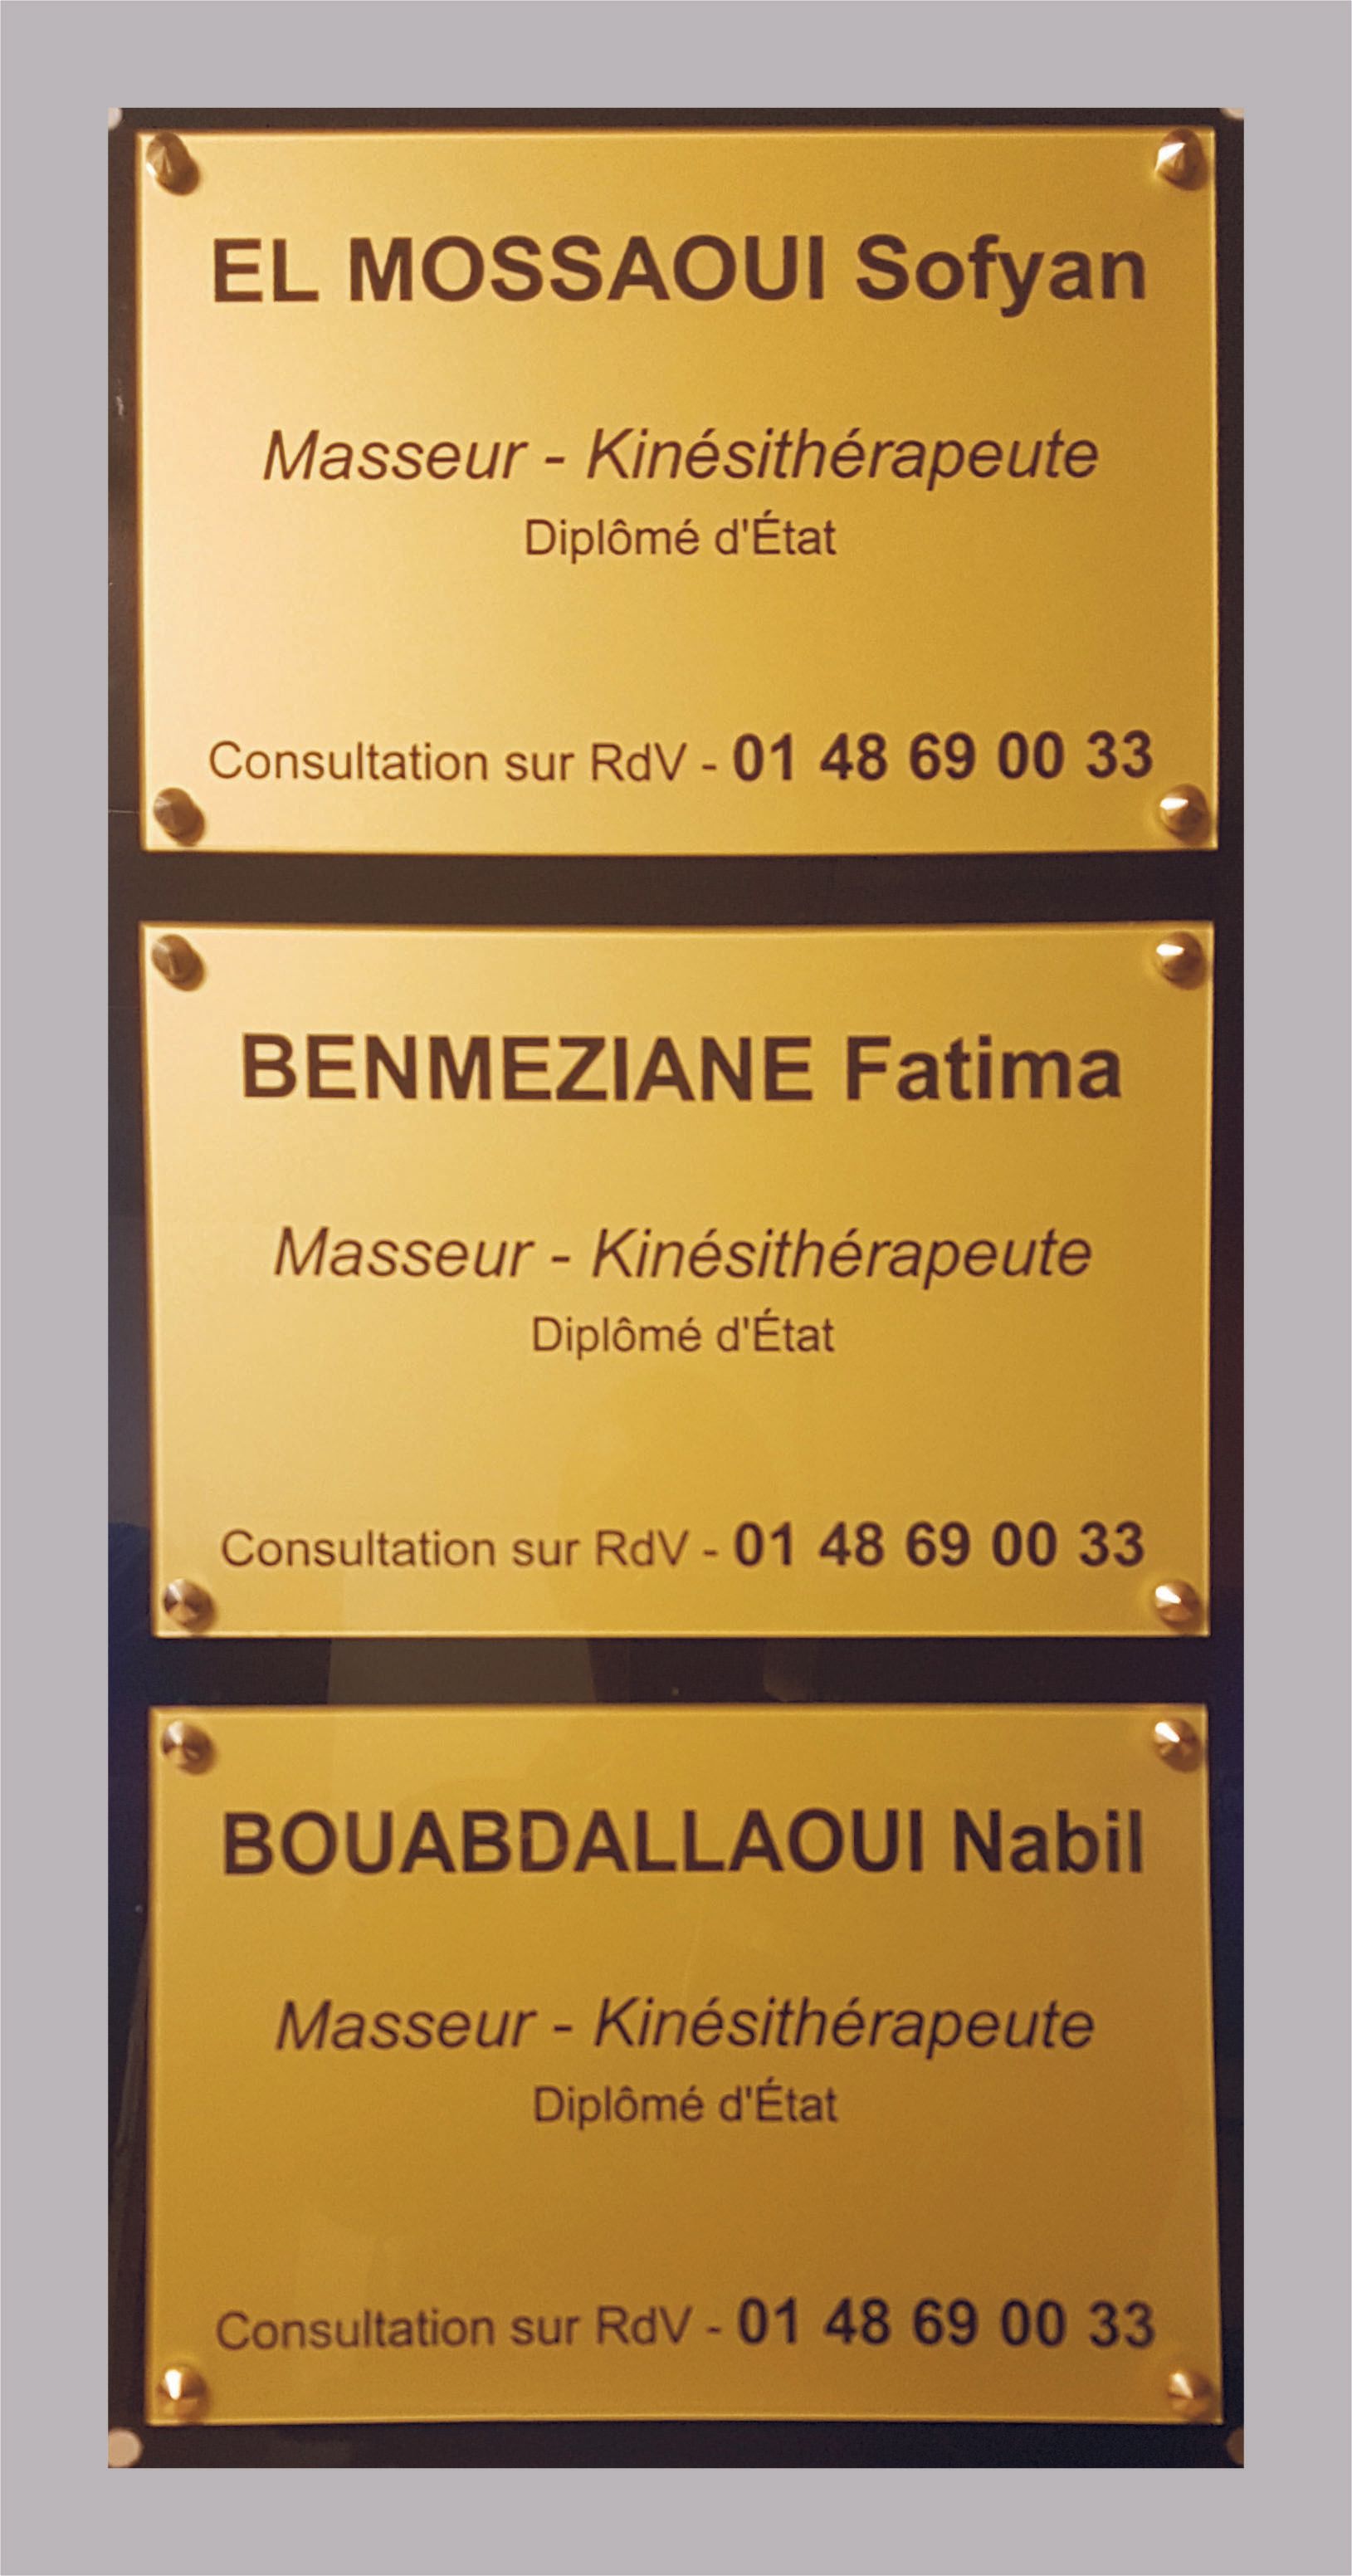 EL MOSSAOUI Sofyan
Masseur - Kinésithérapeute
Diplômé d'État
Consultation sur RdV - 01 48 69 00 33
BENMEZIANE Fatima
Masseur - Kinésithérapeute
Diplômé d'État
Consultation sur RdV - 01 48 69 00 33
BOUABDALLAOUI Nabil
Masseur - Kinésithérapeute
Diplômé d'État
Consultation sur RdV - 01 48 69 00 33